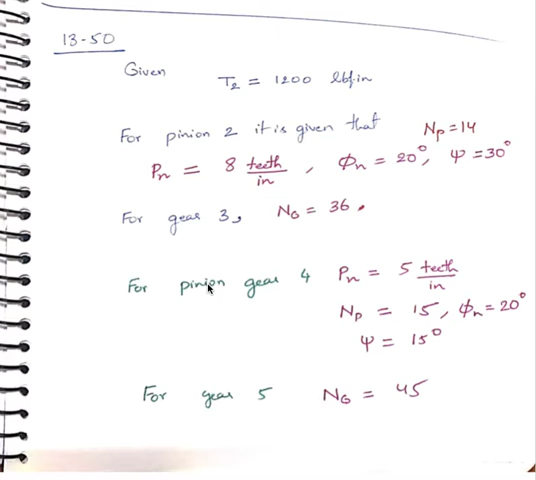 13-50
Given
T2 = 1200 lbf.in
For pinion 2 it is given that Np=14
Pn = 8 teeth/in , Φn = 20°, Ψ = 30°
For gear 3, NG = 36.
For pinion gear 4 Pn = 5 teeth/in
Np = 15, Φn = 20°
Ψ = 15°
For gear 5 NG = 45